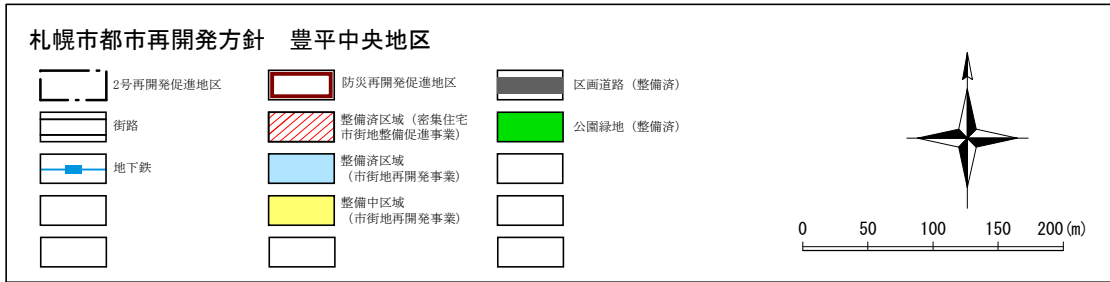 札幌市都市再開発方針　豊平中央地区
2号再開発促進地区
街路
地下鉄
防災再開発促進地区
整備済区域（密集住宅
市街地整備促進事業）
整備済区域
（市街地再開発事業）
整備中区域
（市街地再開発事業）
区画道路（整備済）
公園緑地（整備済）
0 50 100 150 200(m)